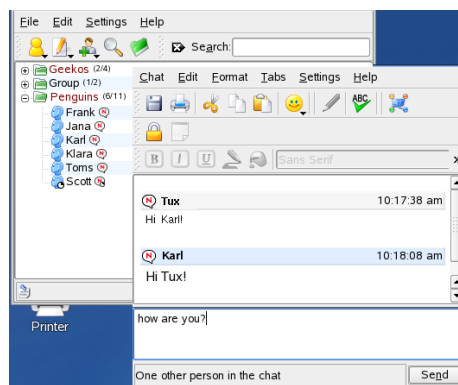 File Edit Settings Help
Search:
Geekos (2/4)
Group (1/2)
Penguins (6/11)
Frank
Jana
Karl
Klara
Toms
Scott
Chat Edit Format Tabs Settings Help
ABC
B I U Sans Serif »
N Tux 10:17:38 am
Hi Karl!
N Karl 10:18:08 am
Hi Tux!
Printer
how are you?
One other person in the chat Send